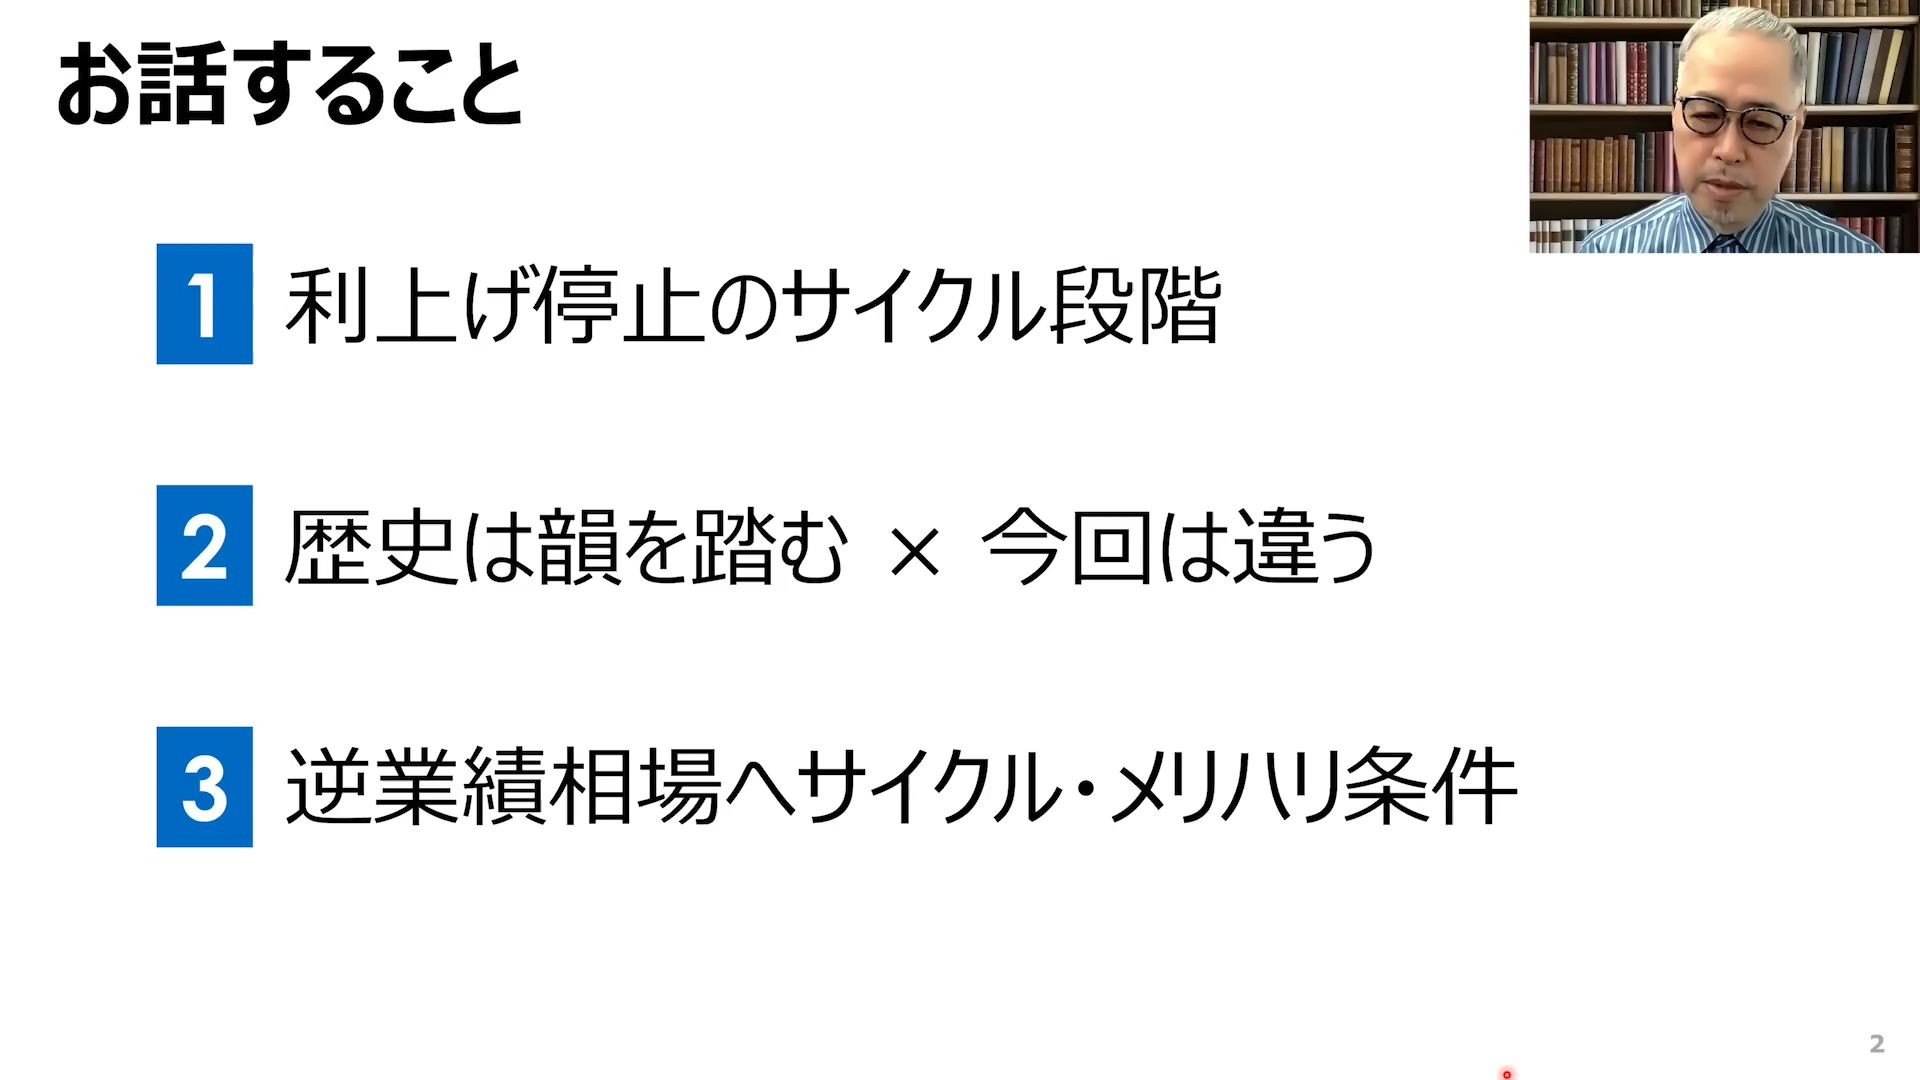 お話すること
1 利上げ停止のサイクル段階
2 歴史は韻を踏む × 今回は違う
3 逆業績相場へサイクル・メリハリ条件
2